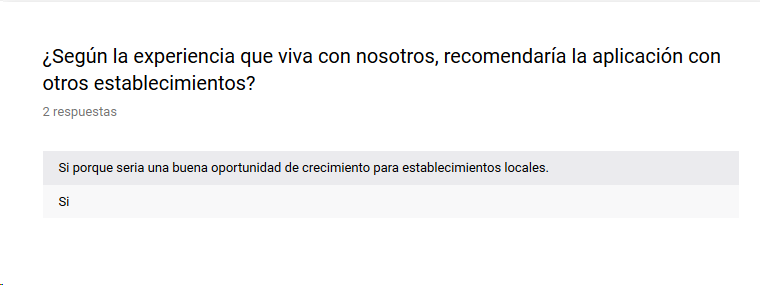 ¿Según la experiencia que viva con nosotros, recomendaría la aplicación con
otros establecimientos?
2 respuestas
Si porque seria una buena oportunidad de crecimiento para establecimientos locales.
Si